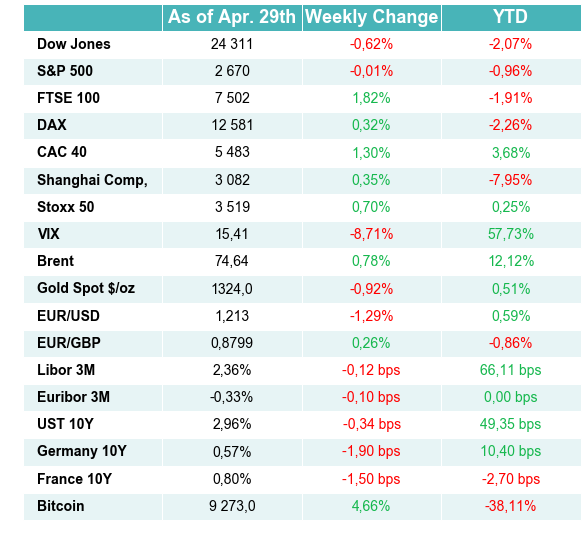 As of Apr. 29th Weekly Change YTD
Dow Jones 24 311 -0,62% -2,07%
S&P 500 2 670 -0,01% -0,96%
FTSE 100 7 502 1,82% -1,91%
DAX 12 581 0,32% -2,26%
CAC 40 5 483 1,30% 3,68%
Shanghai Comp, 3 082 0,35% -7,95%
Stoxx 50 3 519 0,70% 0,25%
VIX 15,41 -8,71% 57,73%
Brent 74,64 0,78% 12,12%
Gold Spot $/oz 1324,0 -0,92% 0,51%
EUR/USD 1,213 -1,29% 0,59%
EUR/GBP 0,8799 0,26% -0,86%
Libor 3M 2,36% -0,12 bps 66,11 bps
Euribor 3M -0,33% -0,10 bps 0,00 bps
UST 10Y 2,96% -0,34 bps 49,35 bps
Germany 10Y 0,57% -1,90 bps 10,40 bps
France 10Y 0,80% -1,50 bps -2,70 bps
Bitcoin 9 273,0 4,66% -38,11%